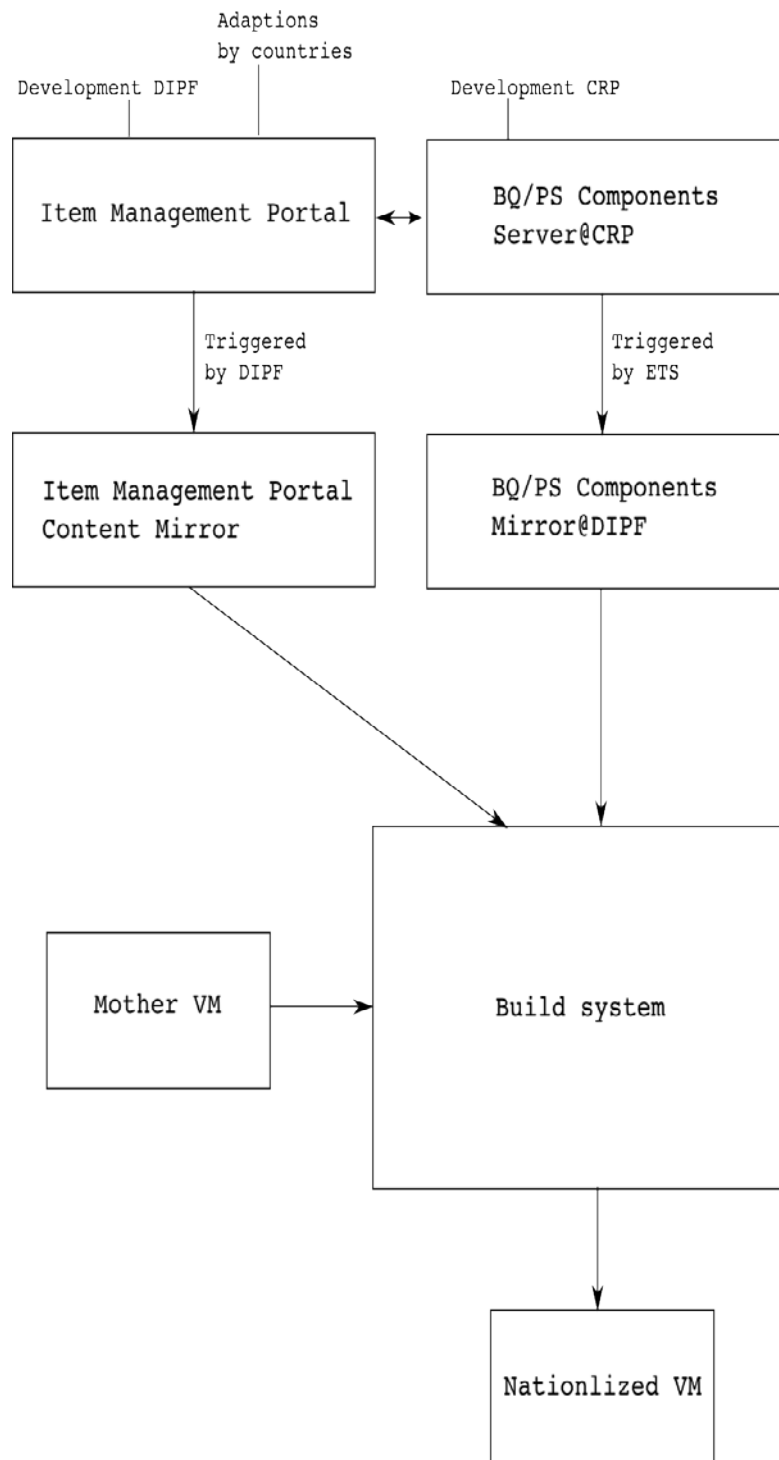 Adaptions
by countries
Development DIPF
Development CRP
Item Management Portal
BQ/PS Components
Server@CRP
Triggered
by DIPF
Triggered
by ETS
Item Management Portal
Content Mirror
BQ/PS Components
Mirror@DIPF
Mother VM
Build system
Nationlized VM